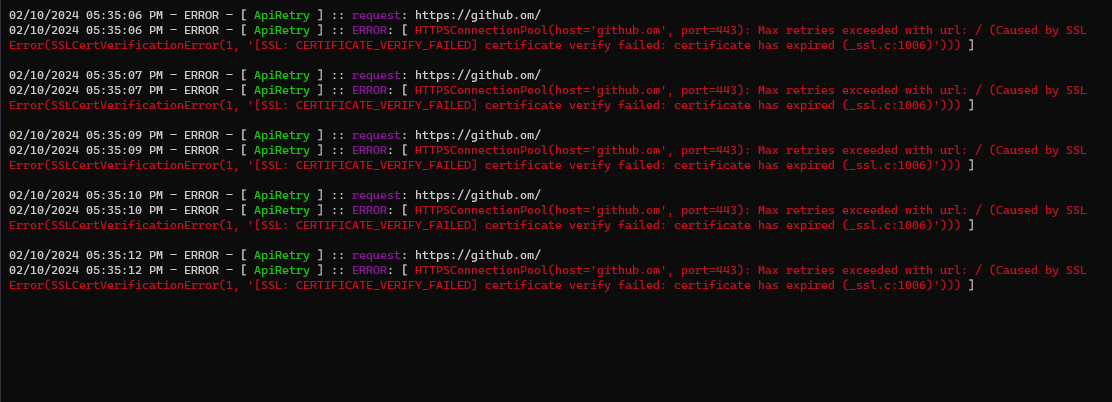 02/10/2024 05:35:06 PM - ERROR - [ ApiRetry ] :: request: https://github.om/
02/10/2024 05:35:06 PM - ERROR - [ ApiRetry ] :: ERROR: [ HTTPSConnectionPool(host='github.om', port=443): Max retries exceeded with url: / (Caused by SSL
Error(SSLCertVerificationError(1, '[SSL: CERTIFICATE_VERIFY_FAILED] certificate verify failed: certificate has expired (_ssl.c:1006)'))) ]
02/10/2024 05:35:07 PM - ERROR - [ ApiRetry ] :: request: https://github.om/
02/10/2024 05:35:07 PM - ERROR - [ ApiRetry ] :: ERROR: [ HTTPSConnectionPool(host='github.om', port=443): Max retries exceeded with url: / (Caused by SSL
Error(SSLCertVerificationError(1, '[SSL: CERTIFICATE_VERIFY_FAILED] certificate verify failed: certificate has expired (_ssl.c:1006)'))) ]
02/10/2024 05:35:09 PM - ERROR - [ ApiRetry ] :: request: https://github.om/
02/10/2024 05:35:09 PM - ERROR - [ ApiRetry ] :: ERROR: [ HTTPSConnectionPool(host='github.om', port=443): Max retries exceeded with url: / (Caused by SSL
Error(SSLCertVerificationError(1, '[SSL: CERTIFICATE_VERIFY_FAILED] certificate verify failed: certificate has expired (_ssl.c:1006)'))) ]
02/10/2024 05:35:10 PM - ERROR - [ ApiRetry ] :: request: https://github.om/
02/10/2024 05:35:10 PM - ERROR - [ ApiRetry ] :: ERROR: [ HTTPSConnectionPool(host='github.om', port=443): Max retries exceeded with url: / (Caused by SSL
Error(SSLCertVerificationError(1, '[SSL: CERTIFICATE_VERIFY_FAILED] certificate verify failed: certificate has expired (_ssl.c:1006)'))) ]
02/10/2024 05:35:12 PM - ERROR - [ ApiRetry ] :: request: https://github.om/
02/10/2024 05:35:12 PM - ERROR - [ ApiRetry ] :: ERROR: [ HTTPSConnectionPool(host='github.om', port=443): Max retries exceeded with url: / (Caused by SSL
Error(SSLCertVerificationError(1, '[SSL: CERTIFICATE_VERIFY_FAILED] certificate verify failed: certificate has expired (_ssl.c:1006)'))) ]